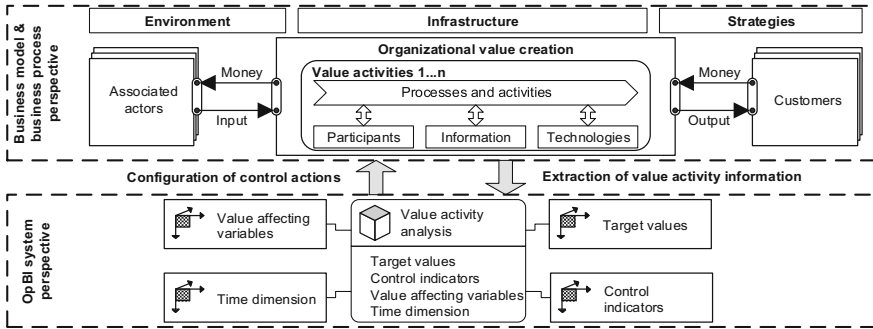 Environment
Infrastructure
Strategies
Business model &
business process
perspective
Organizational value creation
Associated
actors
Money
Input
Value activities 1...n
Processes and activities
Participants
Information
Technologies
Money
Output
Customers
Configuration of control actions
Extraction of value activity information
OpBI system
perspective
Value affecting
variables
Time dimension
Value activity
analysis
Target values
Control indicators
Value affecting variables
Time dimension
Target values
Control
indicators